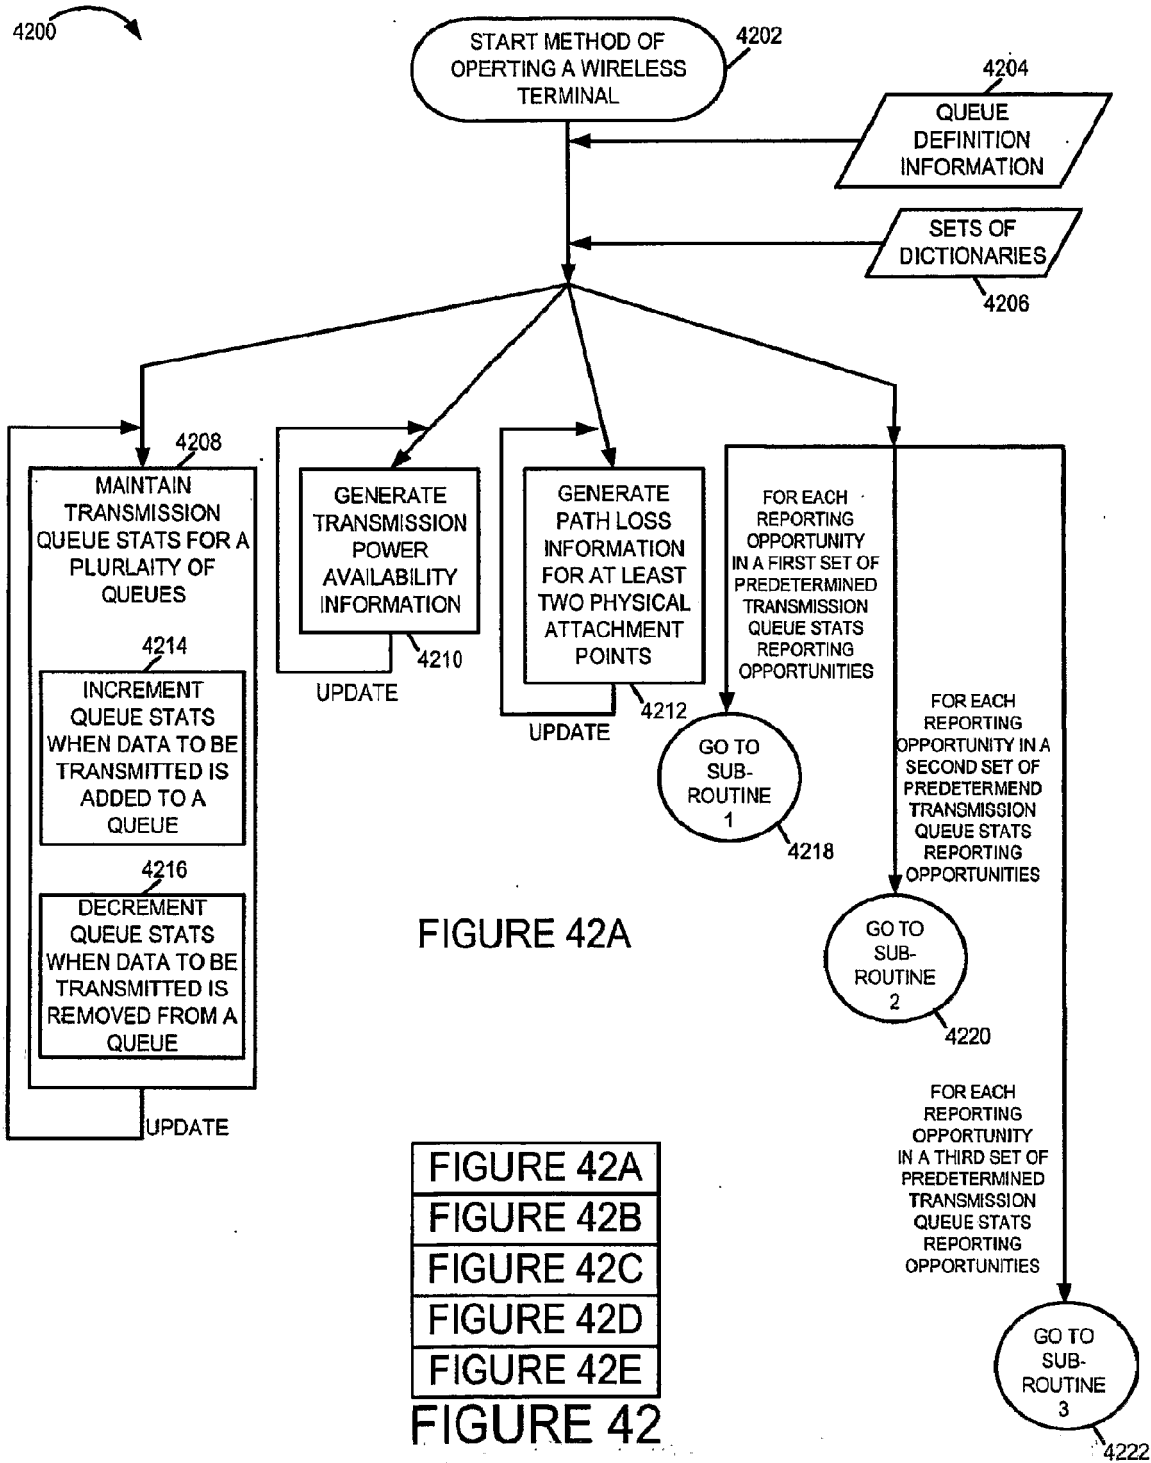 4200
START METHOD OF
OPERTING A WIRELESS
TERMINAL
4202
4204
QUEUE
DEFINITION
INFORMATION
SETS OF
DICTIONARIES
4206
4208
MAINTAIN
TRANSMISSION
QUEUE STATS FOR A
PLURLAITY OF
QUEUES
4214
INCREMENT
QUEUE STATS
WHEN DATA TO BE
TRANSMITTED IS
ADDED TO A
QUEUE
4216
DECREMENT
QUEUE STATS
WHEN DATA TO BE
TRANSMITTED IS
REMOVED FROM A
QUEUE
UPDATE
GENERATE
TRANSMISSION
POWER
AVAILABILITY
INFORMATION
4210
UPDATE
GENERATE
PATH LOSS
INFORMATION
FOR AT LEAST
TWO PHYSICAL
ATTACHMENT
POINTS
4212
UPDATE
FOR EACH
REPORTING
OPPORTUNITY
IN A FIRST SET OF
PREDETERMINED
TRANSMISSION
QUEUE STATS
REPORTING
OPPORTUNITIES
GO TO
SUB-
ROUTINE
1
4218
FOR EACH
REPORTING
OPPORTUNITY IN A
SECOND SET OF
PREDETERMEND
TRANSMISSION
QUEUE STATS
REPORTING
OPPORTUNITIES
GO TO
SUB-
ROUTINE
2
4220
FOR EACH
REPORTING
OPPORTUNITY
IN A THIRD SET OF
PREDETERMINED
TRANSMISSION
QUEUE STATS
REPORTING
OPPORTUNITIES
GO TO
SUB-
ROUTINE
3
4222
FIGURE 42A
FIGURE 42A
FIGURE 42B
FIGURE 42C
FIGURE 42D
FIGURE 42E
FIGURE 42